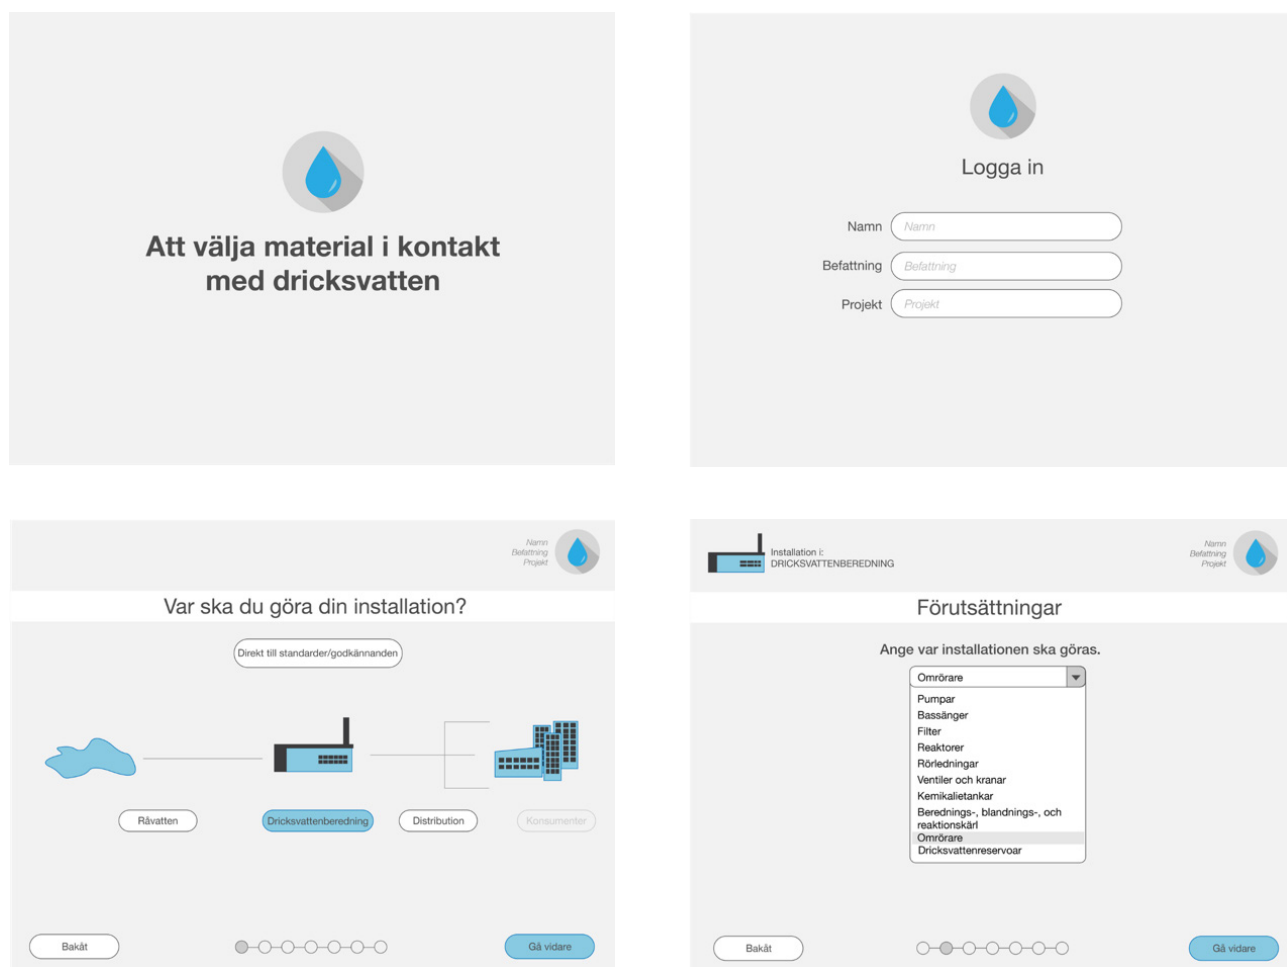 Att välja material i kontakt
med dricksvatten
Logga in
Namn
Namn
Befattning
Befattning
Projekt
Projekt
Namn
Befattning
Projekt
Var ska du göra din installation?
Direkt till standarder/godkännanden
Råvatten
Dricksvattenberedning
Distribution
Konsumenter
Bakåt
Gå vidare
Installation i:
DRICKSVATTENBEREDNING
Namn
Befattning
Projekt
Förutsättningar
Ange var installationen ska göras.
Omrörare
Pumpar
Bassänger
Filter
Reaktorer
Rörledningar
Ventiler och kranar
Kemikalietankar
Berednings-, blandnings-, och
reaktionskärl
Omrörare
Dricksvattenreservoar
Bakåt
Gå vidare